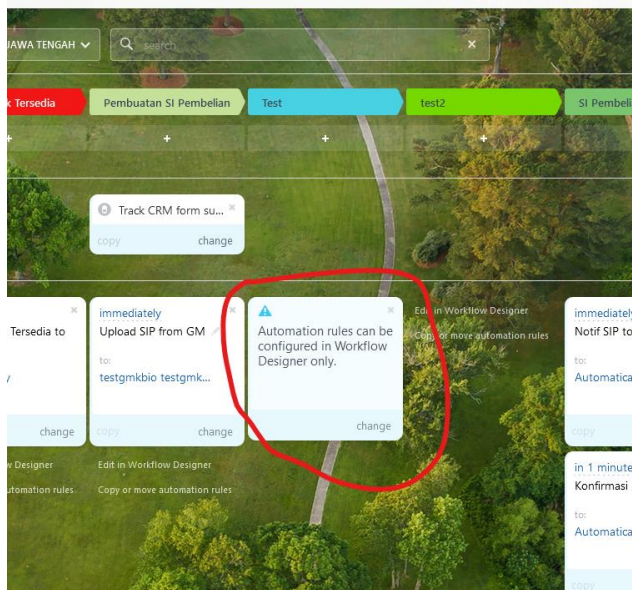 JAWA TENGAH
search
k Tersedia
Pembuatan SI Pembelian
Test
test2
SI Pembeli
+
+
+
+
+
Track CRM form su...
copy
change
Tersedia to
y
change
w Designer
utomation rules
immediately
Upload SIP from GM
to:
testgmkbio testgmk...
copy
change
Edit in Workflow Designer
Copy or move automation rules
Automation rules can be
configured in Workflow
Designer only.
change
Edit in Workflow Designer
Copy or move automation rules
immediately
Notif SIP to
to:
Automatica
copy
in 1 minute
Konfirmasi
to:
Automatica
copy